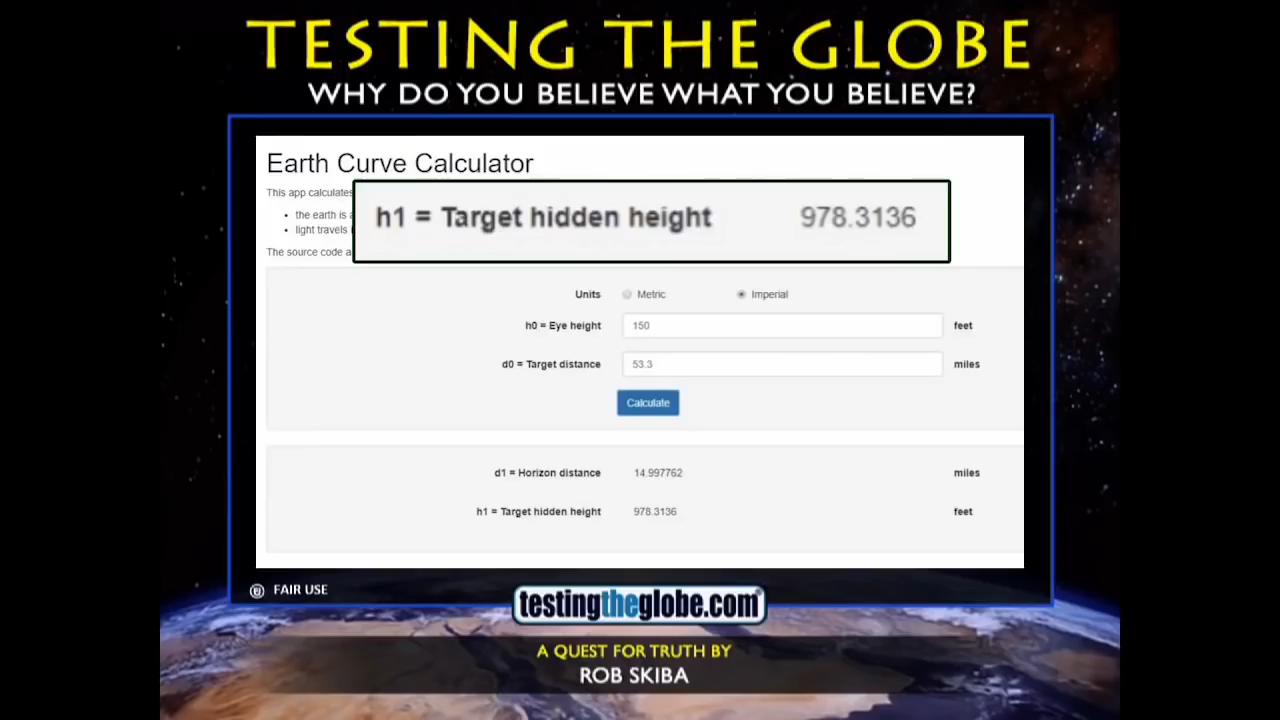 TESTING THE GLOBE
WHY DO YOU BELIEVE WHAT YOU BELIEVE?
Earth Curve Calculator
This app calculates
h1 = Target hidden height 978.3136
• the earth is a
• light travels
The source code a
Units Metric Imperial
h0 = Eye height 150 feet
d0 = Target distance 53.3 miles
Calculate
d1 = Horizon distance 14.997762 miles
h1 = Target hidden height 978.3136 feet
FAIR USE
testingtheglobe.com
A QUEST FOR TRUTH BY
ROB SKIBA